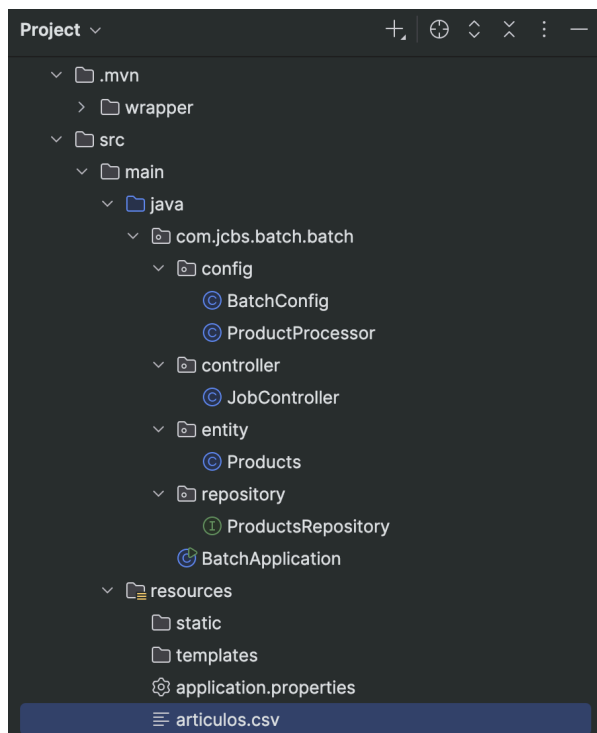 Project
.mvn
wrapper
src
main
java
com.jcbs.batch.batch
config
BatchConfig
ProductProcessor
controller
JobController
entity
Products
repository
ProductsRepository
BatchApplication
resources
static
templates
application.properties
articulos.csv